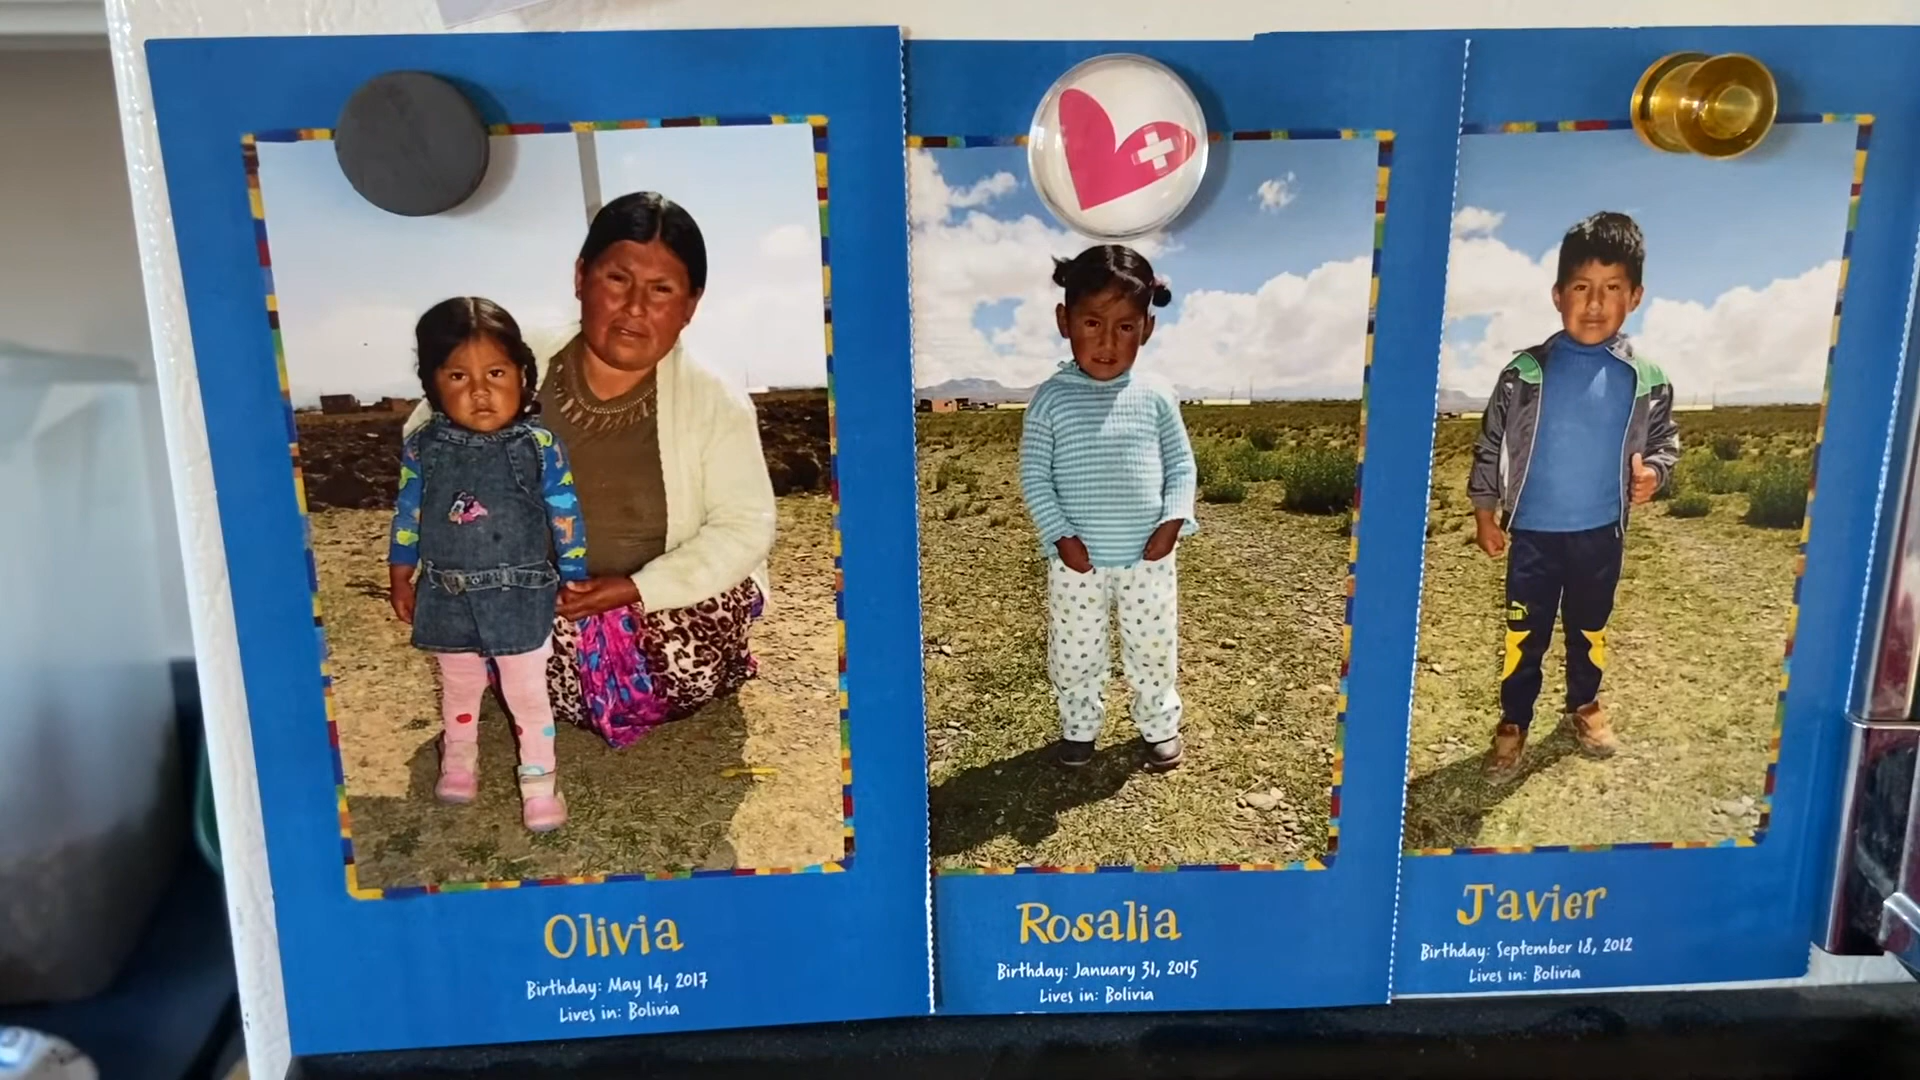 Olivia
Birthday: May 14, 2017
Lives in: Bolivia
Rosalia
Birthday: January 31, 2015
Lives in: Bolivia
Javier
Birthday: September 18, 2012
Lives in: Bolivia